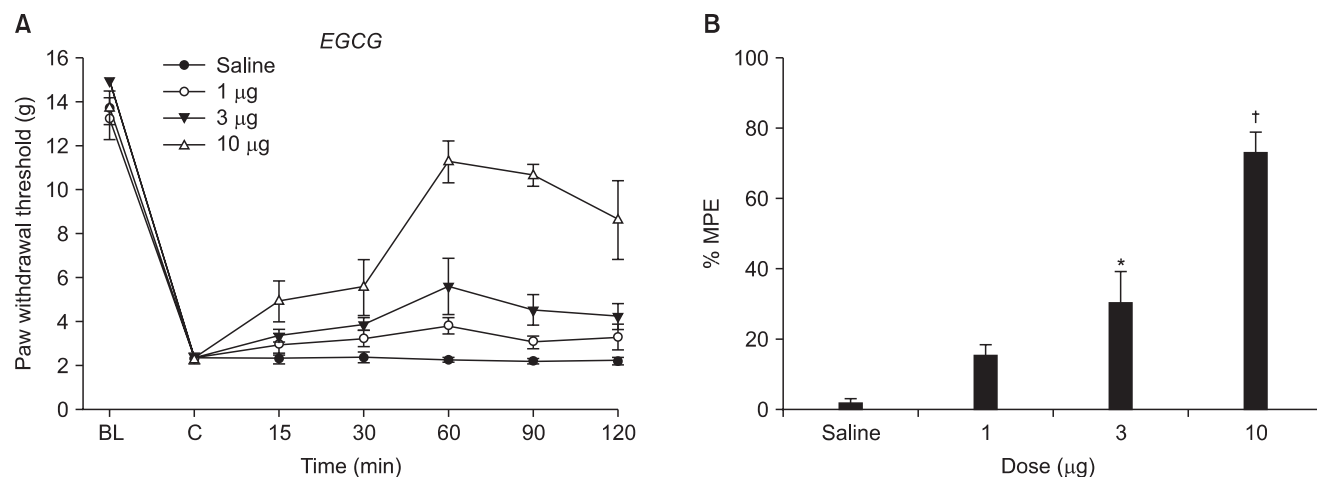 A
EGCG
Saline
1 μg
3 μg
10 μg
Paw withdrawal threshold (g)
16
14
12
10
8
6
4
2
0
BL C 15 30 60 90 120
Time (min)
B
% MPE
100
80
60
40
20
0
*
†
Saline 1 3 10
Dose (μg)